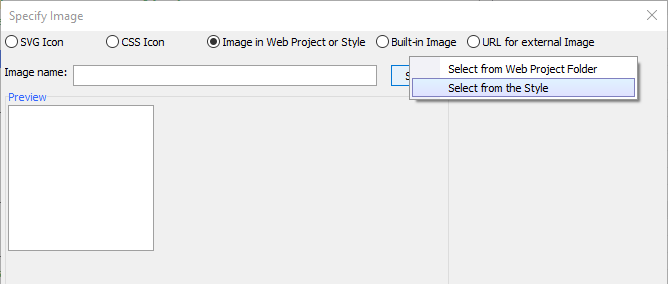 Specify Image
SVG Icon CSS Icon Image in Web Project or Style Built-in Image URL for external Image
Image name:
Select from Web Project Folder
Select from the Style
Preview